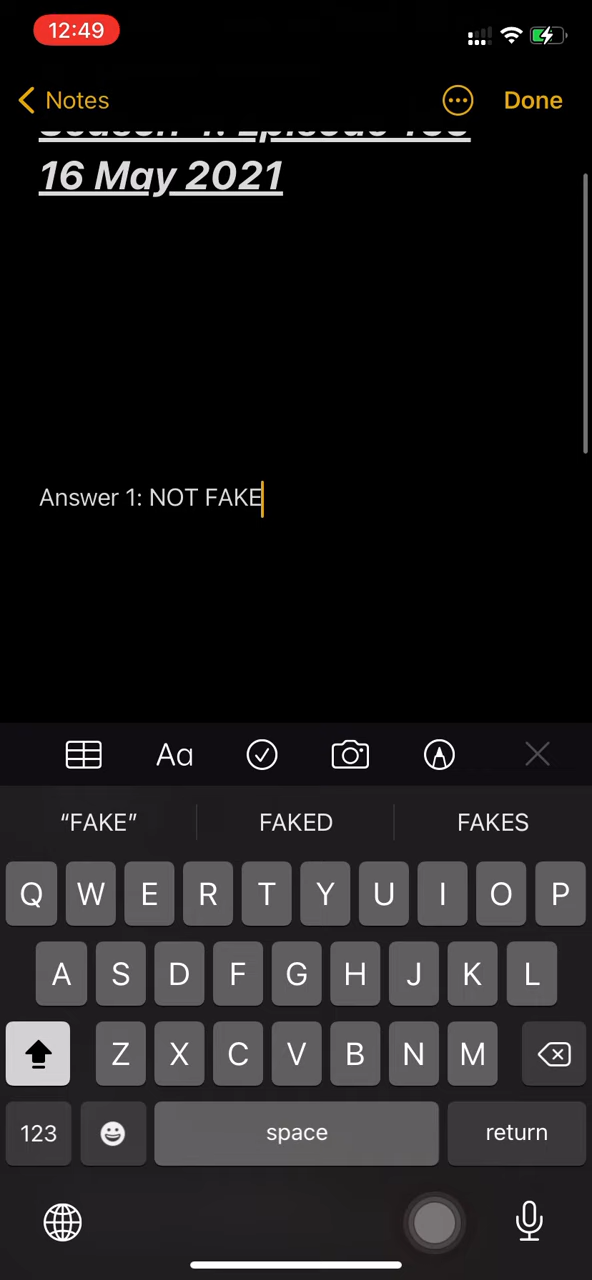 12:49
Notes
Done
16 May 2021
Answer 1: NOT FAKE
Aa
“FAKE”
FAKED
FAKES
Q W E R T Y U I O P
A S D F G H J K L
Z X C V B N M
123
space
return